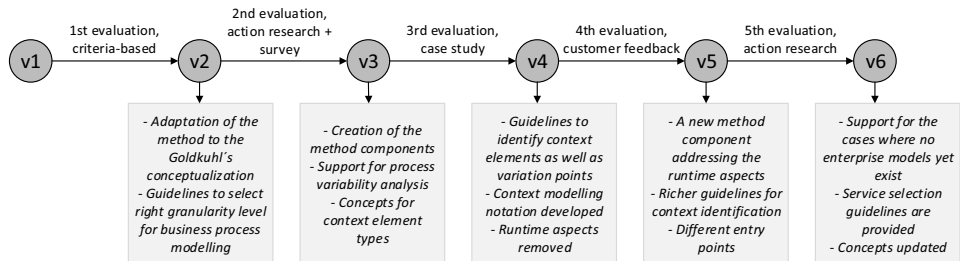 1st evaluation,
criteria-based
2nd evaluation,
action research +
survey
3rd evaluation,
case study
4th evaluation,
customer feedback
5th evaluation,
action research
v1
v2
v3
v4
v5
v6
- Adaptation of the
method to the
Goldkuhl´s
conceptualization
- Guidelines to select
right granularity level
for business process
modelling
- Creation of the
method components
- Support for process
variability analysis
- Concepts for
context element
types
- Guidelines to
identify context
elements as well as
variation points
- Context modelling
notation developed
- Runtime aspects
removed
- A new method
component
addressing the
runtime aspects
- Richer guidelines for
context identification
- Different entry
points
- Support for the
cases where no
enterprise models yet
exist
- Service selection
guidelines are
provided
- Concepts updated